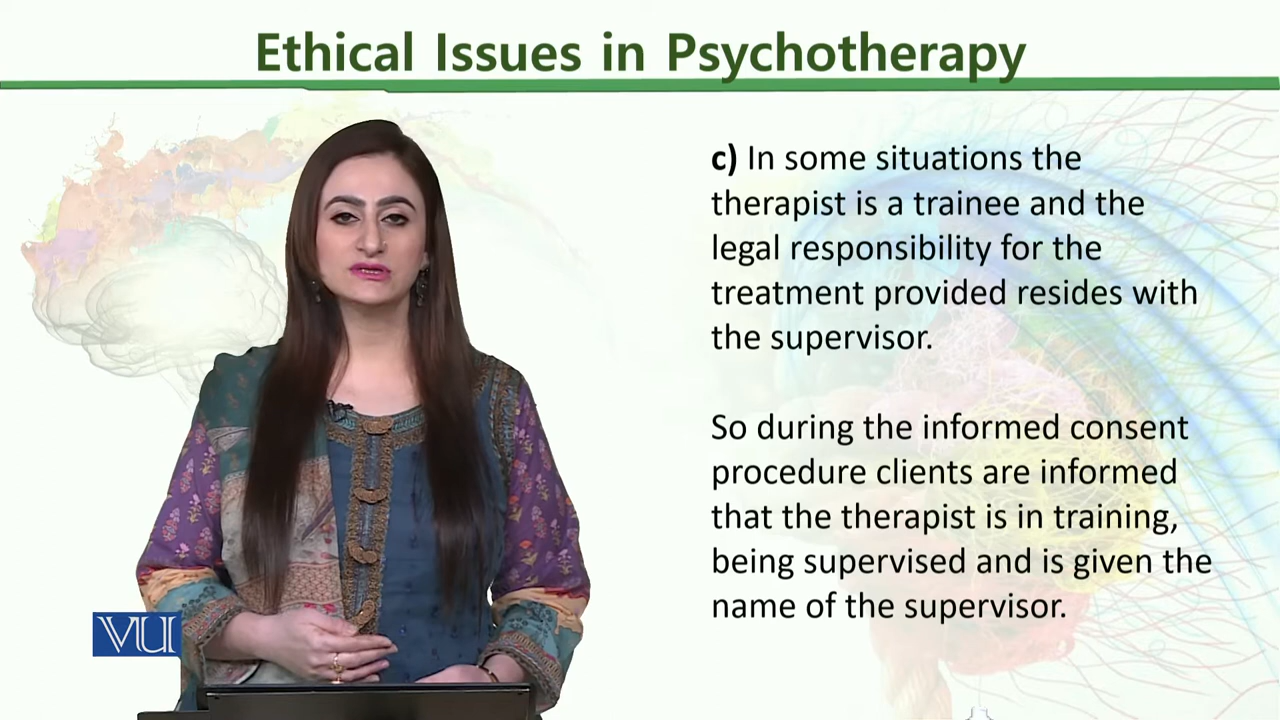 Ethical Issues in Psychotherapy
c) In some situations the
therapist is a trainee and the
legal responsibility for the
treatment provided resides with
the supervisor.
So during the informed consent
procedure clients are informed
that the therapist is in training,
being supervised and is given the
name of the supervisor.
VU